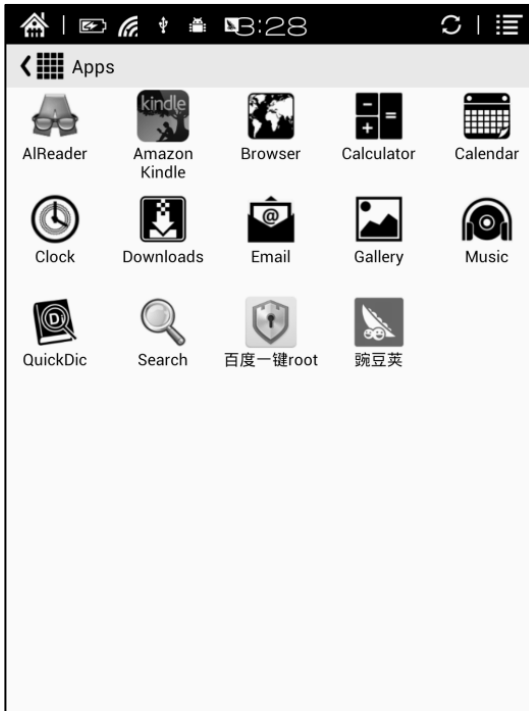 3:28
Apps
kindle
AlReader
Amazon
Kindle
Browser
Calculator
Calendar
@
Clock
Downloads
Email
Gallery
Music
D
QuickDic
Search
百度一键root
豌豆荚